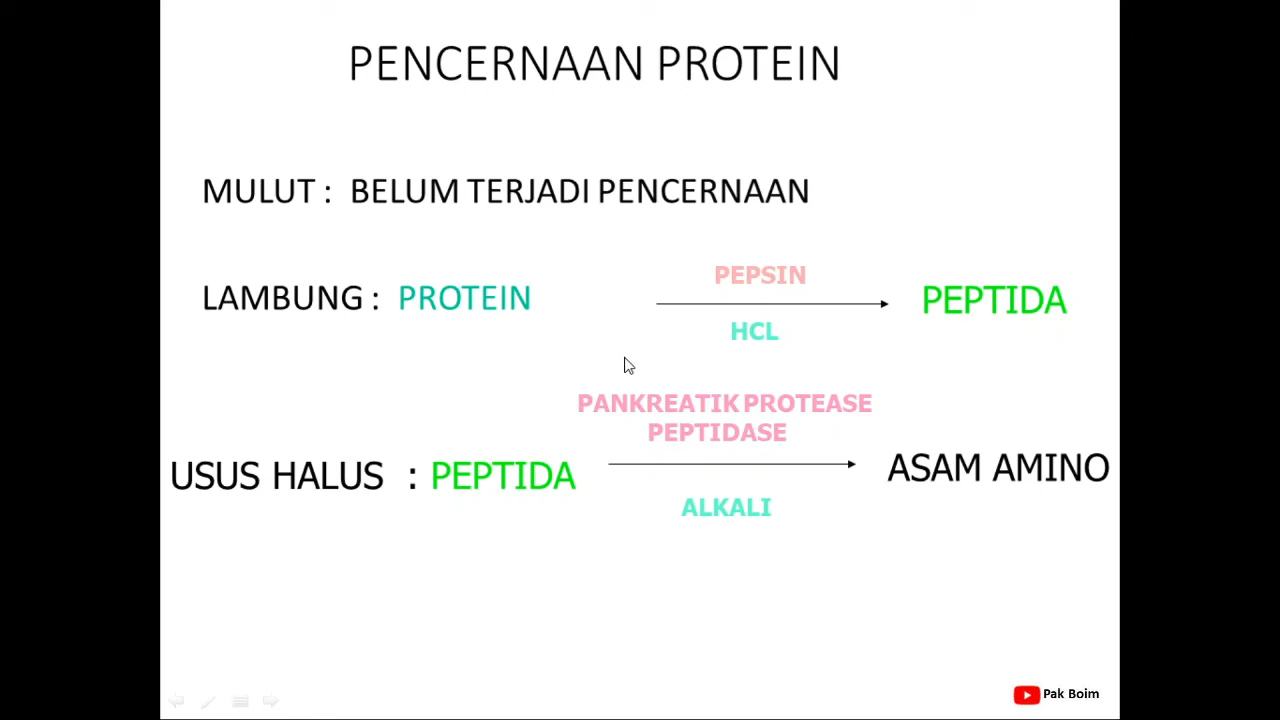 PENCERNAAN PROTEIN
MULUT : BELUM TERJADI PENCERNAAN
LAMBUNG : PROTEIN
PEPSIN
HCL
PEPTIDA
USUS HALUS : PEPTIDA
PANKREATIK PROTEASE
PEPTIDASE
ALKALI
ASAM AMINO
Pak Boim